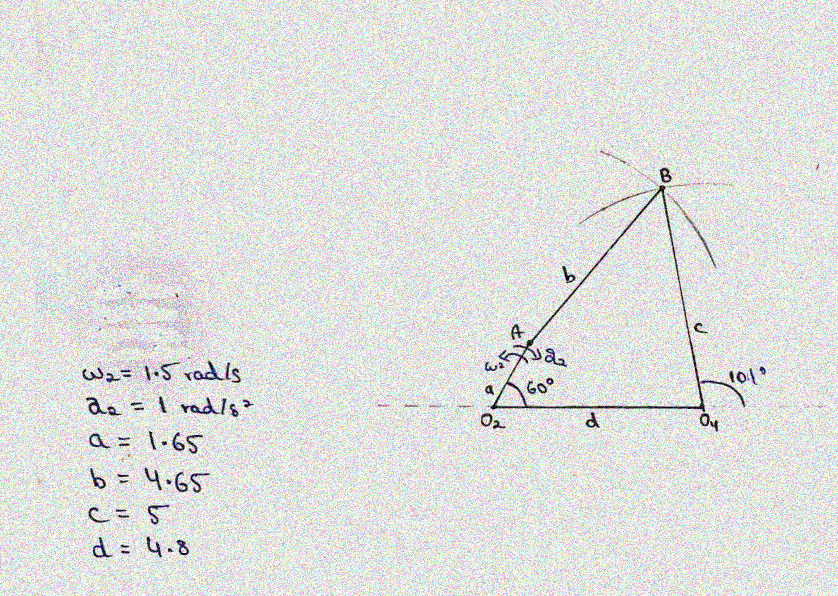 B
b
A
ω₂
α₂
c
a
60°
101°
O₂
d
O₄
ω₂ = 1.5 rad/s
α₂ = 1 rad/s²
a = 1.65
b = 4.65
c = 5
d = 4.8